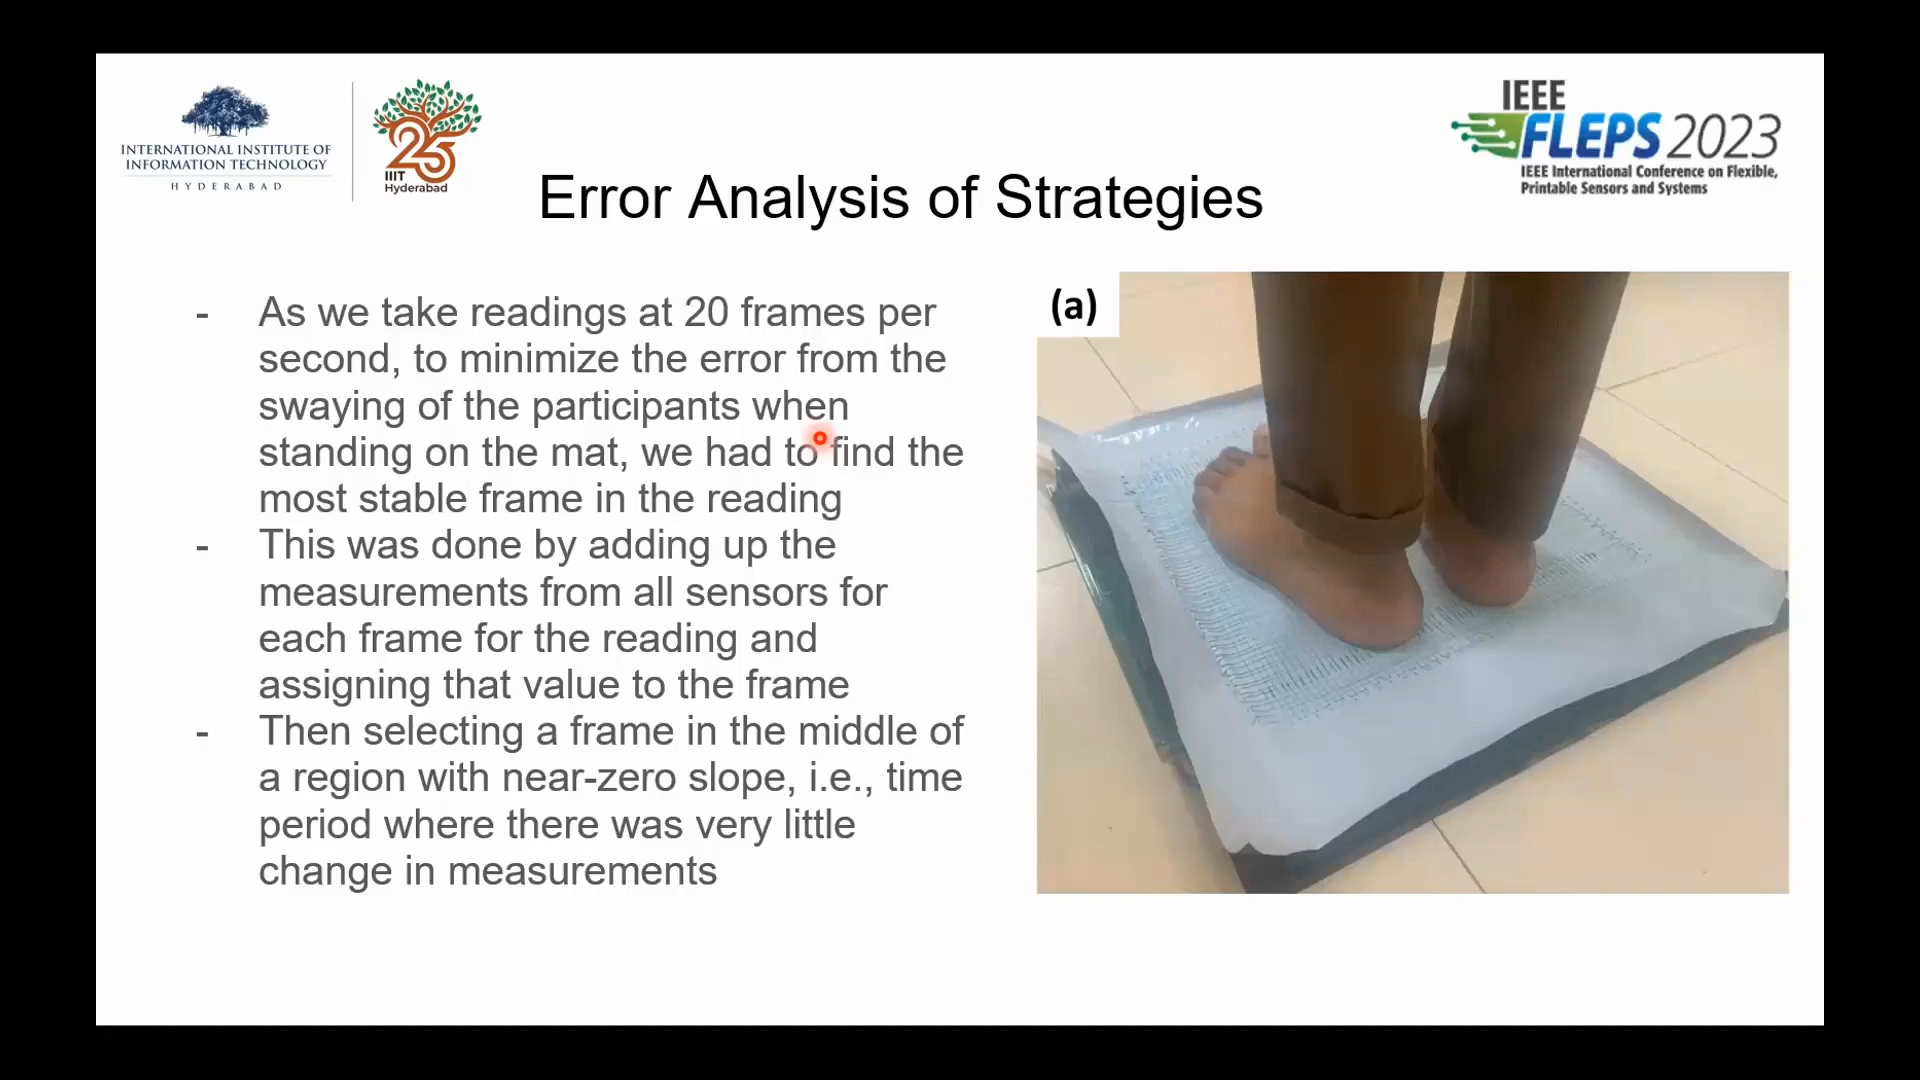 INTERNATIONAL INSTITUTE OF
INFORMATION TECHNOLOGY
HYDERABAD
25
IIIT
Hyderabad
IEEE
FLEPS 2023
IEEE International Conference on Flexible,
Printable Sensors and Systems
Error Analysis of Strategies
- As we take readings at 20 frames per
second, to minimize the error from the
swaying of the participants when
standing on the mat, we had to find the
most stable frame in the reading
- This was done by adding up the
measurements from all sensors for
each frame for the reading and
assigning that value to the frame
- Then selecting a frame in the middle of
a region with near-zero slope, i.e., time
period where there was very little
change in measurements
(a)